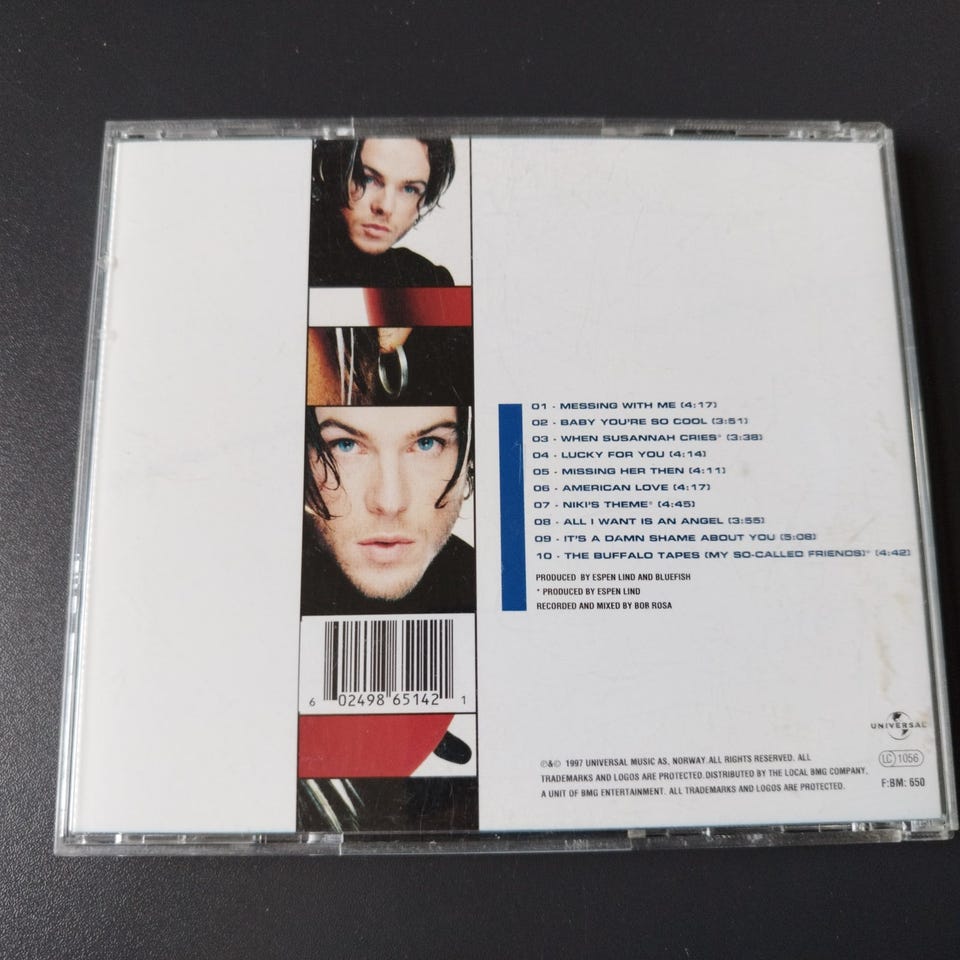 01 · MESSING WITH ME (4:17)
02 · BABY YOU'RE SO COOL (3:51)
03 · WHEN SUSANNAH CRIES* (3:38)
04 · LUCKY FOR YOU (4:14)
05 · MISSING HER THEN (4:11)
06 · AMERICAN LOVE (4:17)
07 · NIKI'S THEME* (4:45)
08 · ALL I WANT IS AN ANGEL (3:55)
09 · IT'S A DAMN SHAME ABOUT YOU (5:08)
10 · THE BUFFALO TAPES (MY SO-CALLED FRIENDS)* (4:42)
PRODUCED BY ESPEN LIND AND BLUEFISH
* PRODUCED BY ESPEN LIND
RECORDED AND MIXED BY BOB ROSA
6 02498 65142 1
UNIVERSAL
LC 1056
F:BM: 650
℗&© 1997 UNIVERSAL MUSIC AS. NORWAY. ALL RIGHTS RESERVED. ALL
TRADEMARKS AND LOGOS ARE PROTECTED. DISTRIBUTED BY THE LOCAL BMG COMPANY,
A UNIT OF BMG ENTERTAINMENT. ALL TRADEMARKS AND LOGOS ARE PROTECTED.